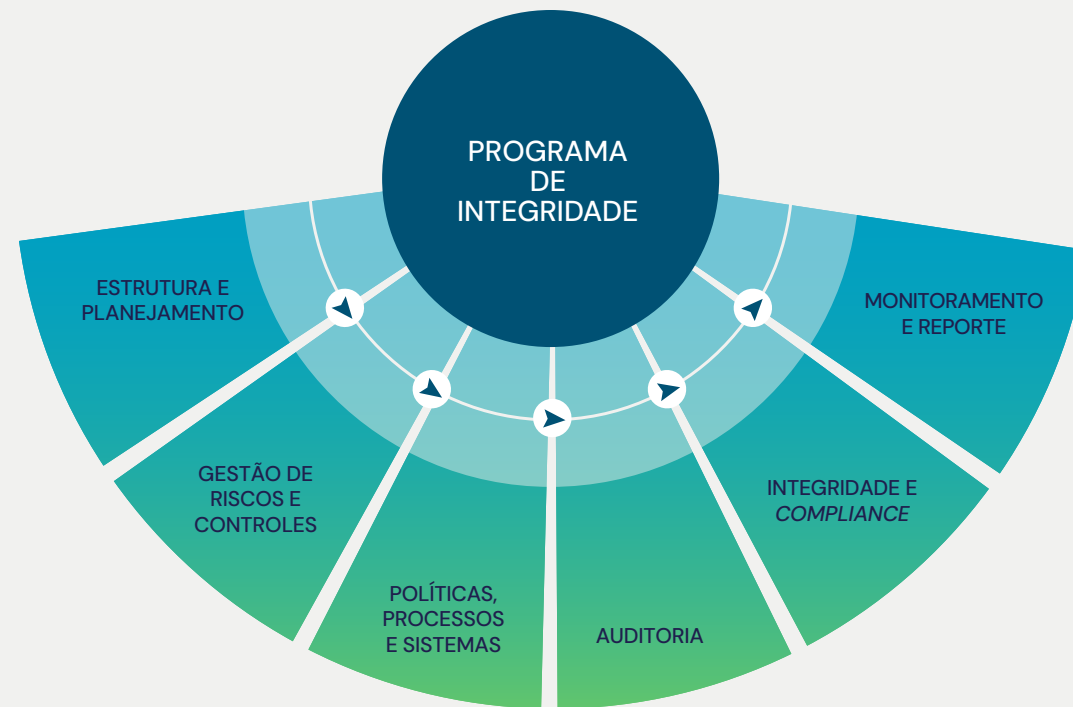 PROGRAMA
DE
INTEGRIDADE
ESTRUTURA E
PLANEJAMENTO
GESTÃO DE
RISCOS E
CONTROLES
POLÍTICAS,
PROCESSOS
E SISTEMAS
AUDITORIA
INTEGRIDADE E
COMPLIANCE
MONITORAMENTO
E REPORTE